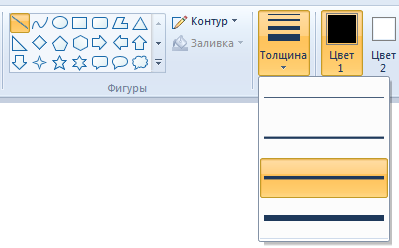 Контур
Заливка
Фигуры
Толщина
Цвет
1
Цвет
2